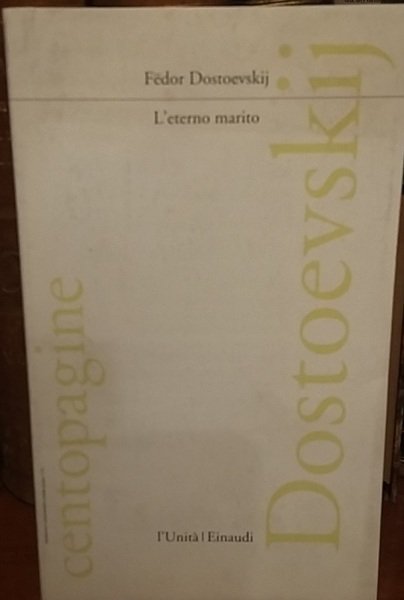 Fëdor Dostoevskij
L'eterno marito
Dostoevskij
centopagine
l'Unità | Einaudi